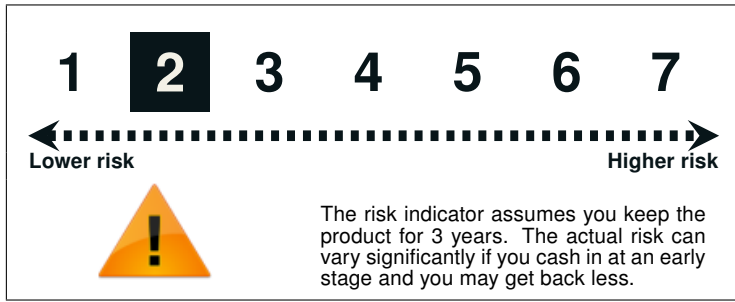 1 2 3 4 5 6 7
Lower risk Higher risk
!
The risk indicator assumes you keep the
product for 3 years. The actual risk can
vary significantly if you cash in at an early
stage and you may get back less.